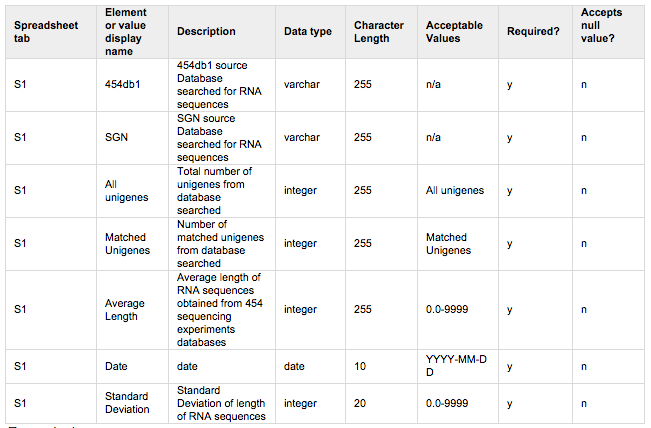 Spreadsheet tab Element or value display name Description Data type Character Length Acceptable Values Required? Accepts null value?
S1 454db1 454db1 source Database searched for RNA sequences varchar 255 n/a y n
S1 SGN SGN source Database searched for RNA sequences varchar 255 n/a y n
S1 All unigenes Total number of unigenes from database searched integer 255 All unigenes y n
S1 Matched Unigenes Number of matched unigenes from database searched integer 255 Matched Unigenes y n
S1 Average Length Average length of RNA sequences obtained from 454 sequencing experiments databases integer 255 0.0-9999 y n
S1 Date date date 10 YYYY-MM-D D y n
S1 Standard Deviation Standard Deviation of length of RNA sequences integer 20 0.0-9999 y n